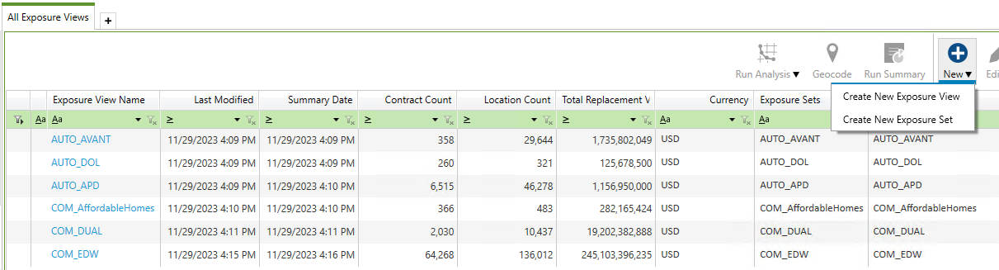 All Exposure Views +
Run Analysis ▼ Geocode Run Summary New ▼ Edi
Create New Exposure View
Create New Exposure Set
Exposure View Name Last Modified Summary Date Contract Count Location Count Total Replacement V Currency Exposure Sets
Aa Aa ≥ ≥ ≥ ≥ ≥ Aa Aa
AUTO_AVANT 11/29/2023 4:09 PM 11/29/2023 4:09 PM 358 29,644 1,735,802,049 USD AUTO_AVANT AUTO_AVANT
AUTO_DOL 11/29/2023 4:09 PM 11/29/2023 4:09 PM 260 321 125,678,500 USD AUTO_DOL AUTO_DOL
AUTO_APD 11/29/2023 4:09 PM 11/29/2023 4:10 PM 6,515 46,278 1,156,950,000 USD AUTO_APD AUTO_APD
COM_AffordableHomes 11/29/2023 4:10 PM 11/29/2023 4:10 PM 366 483 282,165,424 USD COM_AffordableHomes COM_AffordableHomes
COM_DUAL 11/29/2023 4:11 PM 11/29/2023 4:11 PM 2,030 10,437 19,202,382,888 USD COM_DUAL COM_DUAL
COM_EDW 11/29/2023 4:15 PM 11/29/2023 4:16 PM 64,268 136,012 245,103,396,235 USD COM_EDW COM_EDW